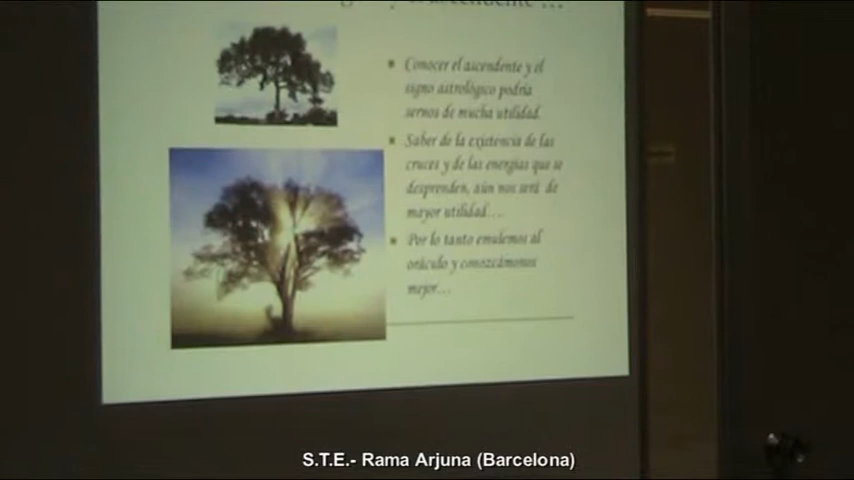 Conocer el ascendente y el
signo astrológico podría
sernos de mucha utilidad.
Saber de la existencia de las
cruces y de las energías que se
desprenden, aún nos será de
mayor utilidad….
Por lo tanto emulemos al
oráculo y conozcámonos
mejor…
S.T.E.- Rama Arjuna (Barcelona)